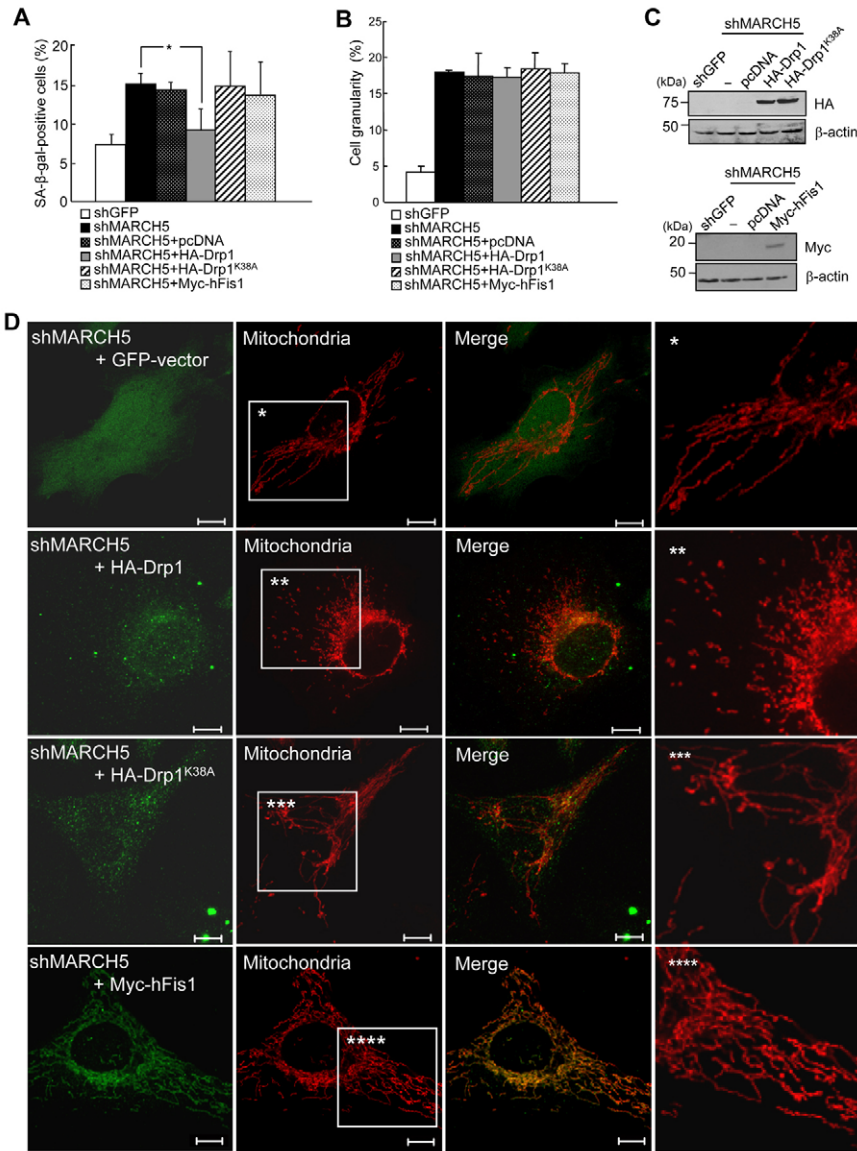 A
SA-β-gal-positive cells (%)
20
15
10
5
0
*
shGFP
shMARCH5
shMARCH5+pcDNA
shMARCH5+HA-Drp1
shMARCH5+HA-Drp1K38A
shMARCH5+Myc-hFis1
B
Cell granularity (%)
25
20
15
10
5
0
shGFP
shMARCH5
shMARCH5+pcDNA
shMARCH5+HA-Drp1
shMARCH5+HA-Drp1K38A
shMARCH5+Myc-hFis1
C
shMARCH5
shGFP
–
pcDNA
HA-Drp1
HA-Drp1K38A
(kDa)
75
HA
50
β-actin
shMARCH5
shGFP
–
pcDNA
Myc-hFis1
(kDa)
20
Myc
50
β-actin
D
shMARCH5
+ GFP-vector
Mitochondria
*
Merge
*
shMARCH5
+ HA-Drp1
Mitochondria
**
Merge
**
shMARCH5
+ HA-Drp1K38A
Mitochondria
***
Merge
***
shMARCH5
+ Myc-hFis1
Mitochondria
****
Merge
****